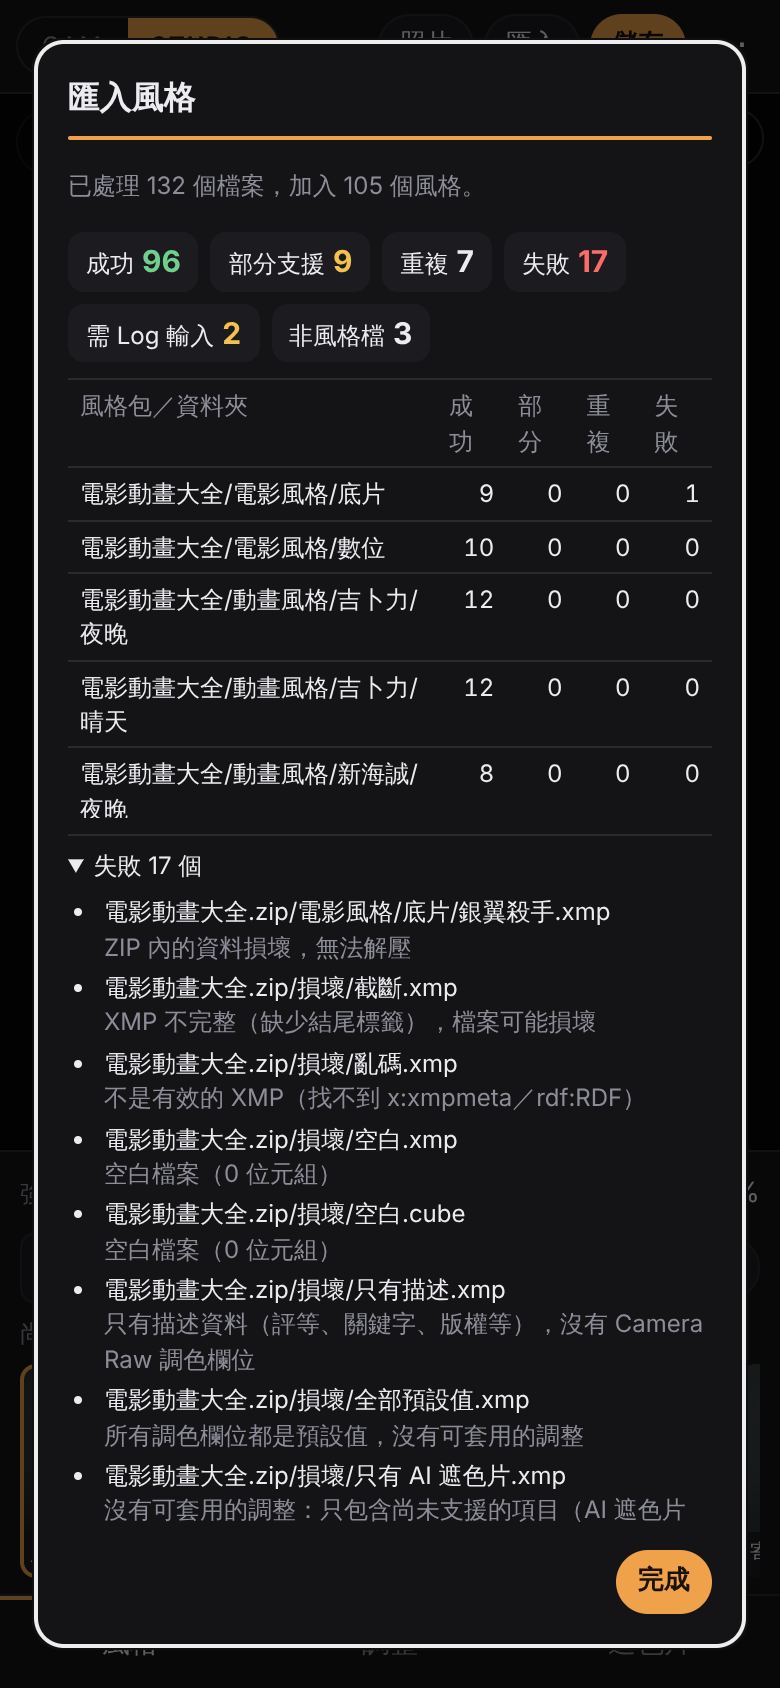 匯入風格
已處理 132 個檔案，加入 105 個風格。
成功 96 部分支援 9 重複 7 失敗 17
需 Log 輸入 2 非風格檔 3
風格包／資料夾 成功 部分 重複 失敗
電影動畫大全/電影風格/底片 9 0 0 1
電影動畫大全/電影風格/數位 10 0 0 0
電影動畫大全/動畫風格/吉卜力/ 12 0 0 0
夜晚
電影動畫大全/動畫風格/吉卜力/ 12 0 0 0
晴天
電影動畫大全/動畫風格/新海誠/ 8 0 0 0
夜晚
▼ 失敗 17 個
• 電影動畫大全.zip/電影風格/底片/銀翼殺手.xmp
ZIP 內的資料損壞，無法解壓
• 電影動畫大全.zip/損壞/截斷.xmp
XMP 不完整（缺少結尾標籤），檔案可能損壞
• 電影動畫大全.zip/損壞/亂碼.xmp
不是有效的 XMP（找不到 x:xmpmeta／rdf:RDF）
• 電影動畫大全.zip/損壞/空白.xmp
空白檔案（0 位元組）
• 電影動畫大全.zip/損壞/空白.cube
空白檔案（0 位元組）
• 電影動畫大全.zip/損壞/只有描述.xmp
只有描述資料（評等、關鍵字、版權等），沒有 Camera
Raw 調色欄位
• 電影動畫大全.zip/損壞/全部預設值.xmp
所有調色欄位都是預設值，沒有可套用的調整
• 電影動畫大全.zip/損壞/只有 AI 遮色片.xmp
沒有可套用的調整：只包含尚未支援的項目（AI 遮色片
完成